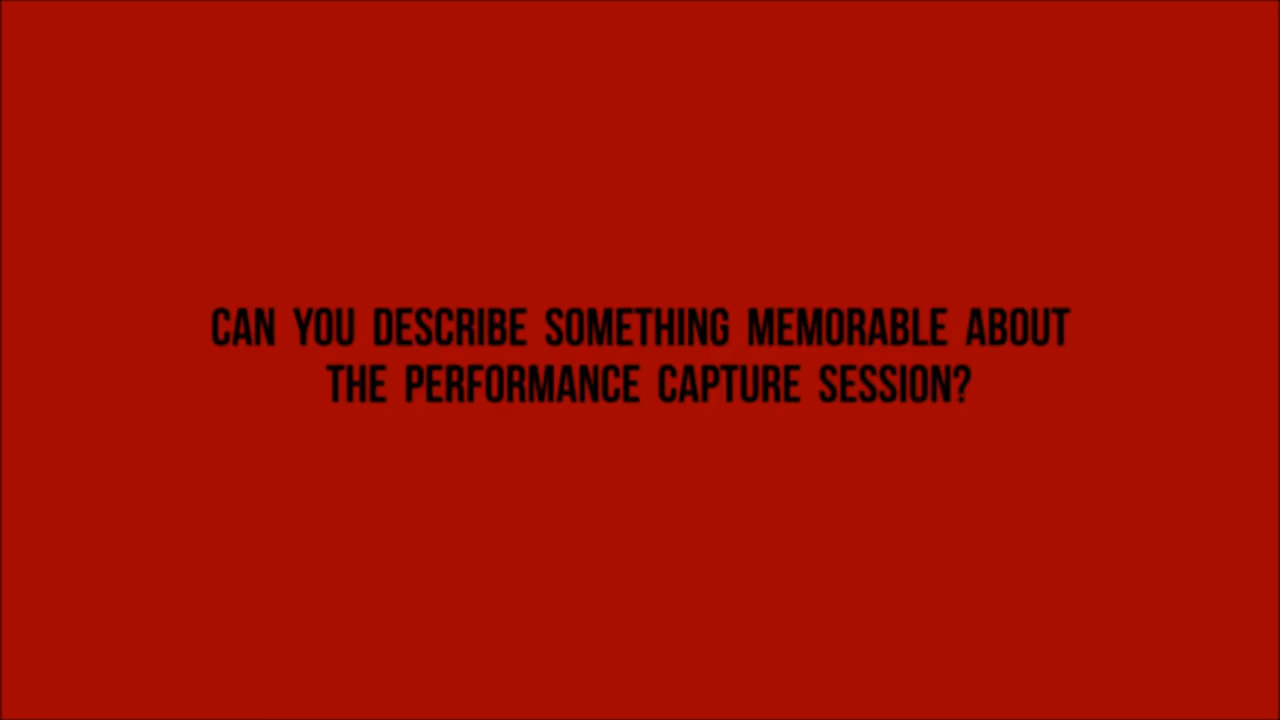 CAN YOU DESCRIBE SOMETHING MEMORABLE ABOUT
THE PERFORMANCE CAPTURE SESSION?